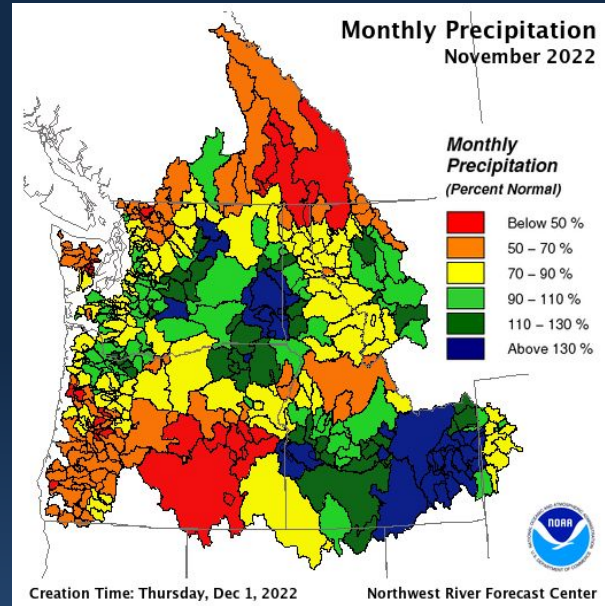 Monthly Precipitation
November 2022
Monthly
Precipitation
(Percent Normal)
Below 50 %
50 – 70 %
70 – 90 %
90 – 110 %
110 – 130 %
Above 130 %
NOAA
Creation Time: Thursday, Dec 1, 2022
Northwest River Forecast Center